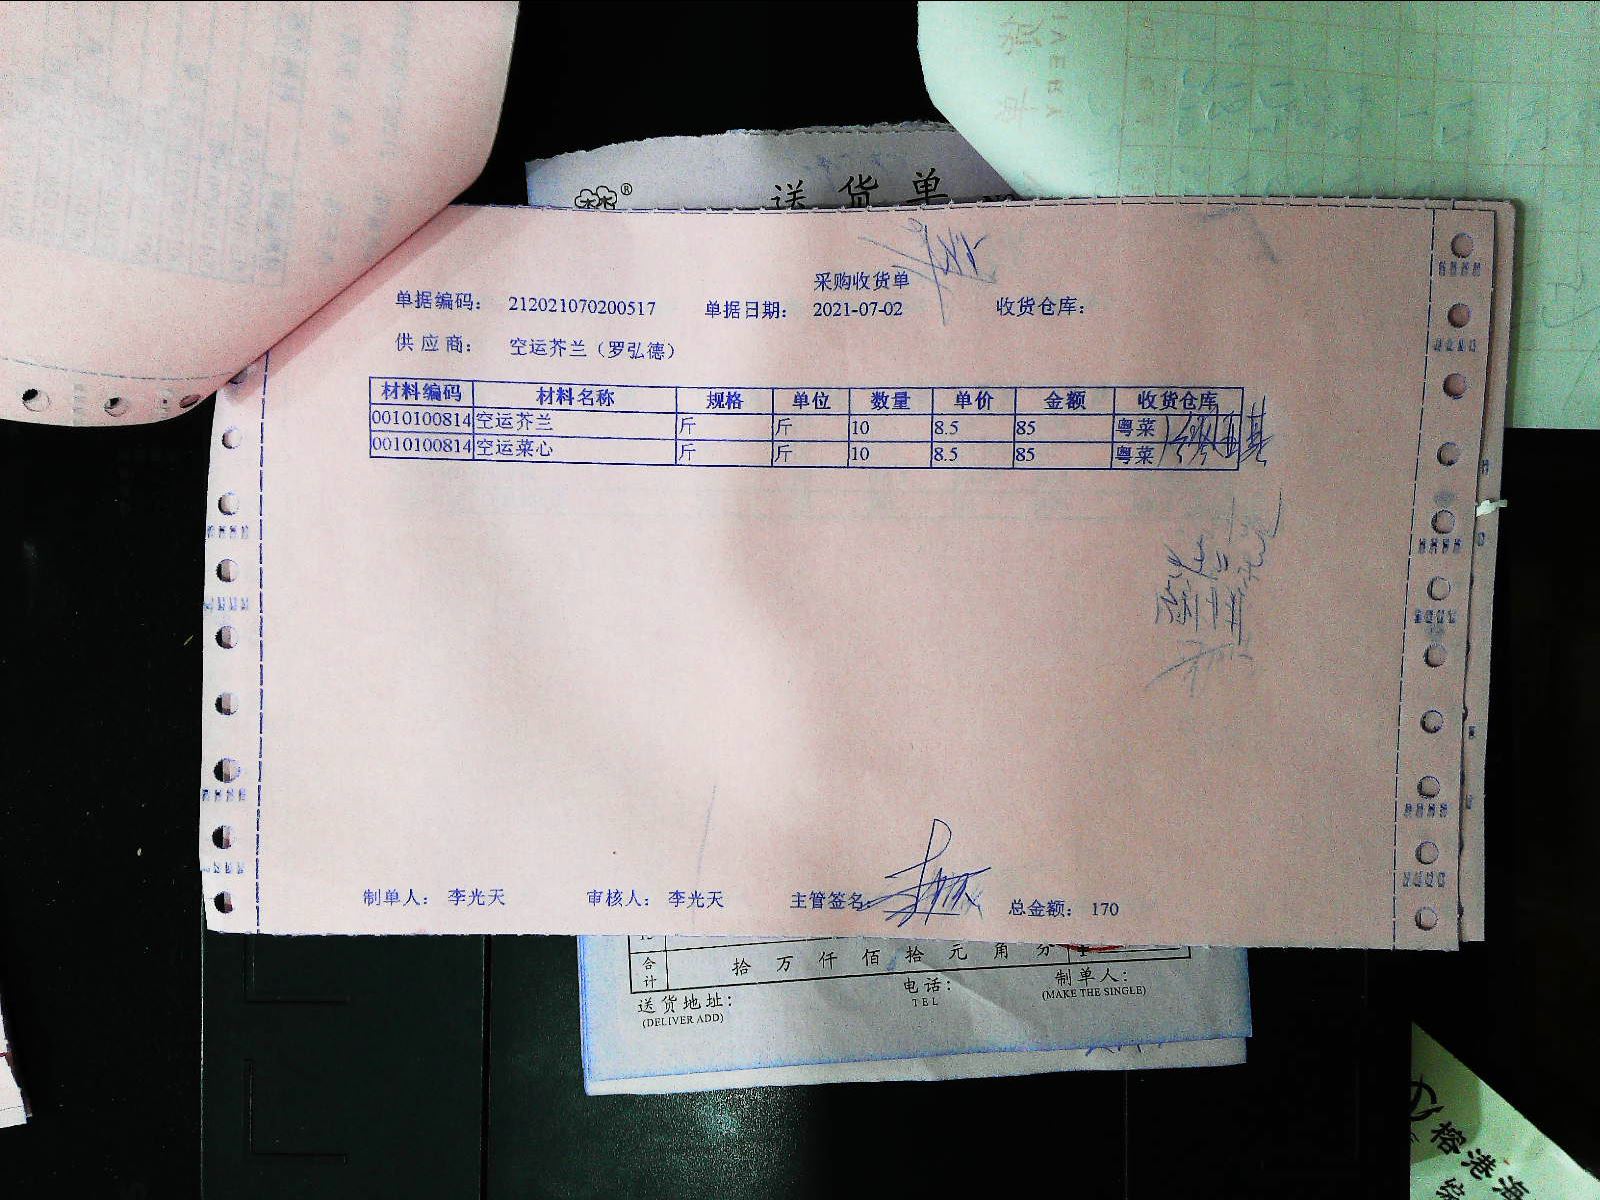 送货单
采购收货单
单据编码： 212021070200517 单据日期： 2021-07-02 收货仓库：
供应商： 空运芥兰（罗弘德）
材料编码 材料名称 规格 单位 数量 单价 金额 收货仓库
0010100814 空运芥兰 斤 斤 10 8.5 85 粤菜
0010100814 空运菜心 斤 斤 10 8.5 85 粤菜
制单人： 李光天 审核人： 李光天 主管签名： 总金额： 170
合计 拾 万 仟 佰 拾 元 角 分
送货地址： 电话： 制单人：
(DELIVER ADD) TEL (MAKE THE SINGLE)
榕港海